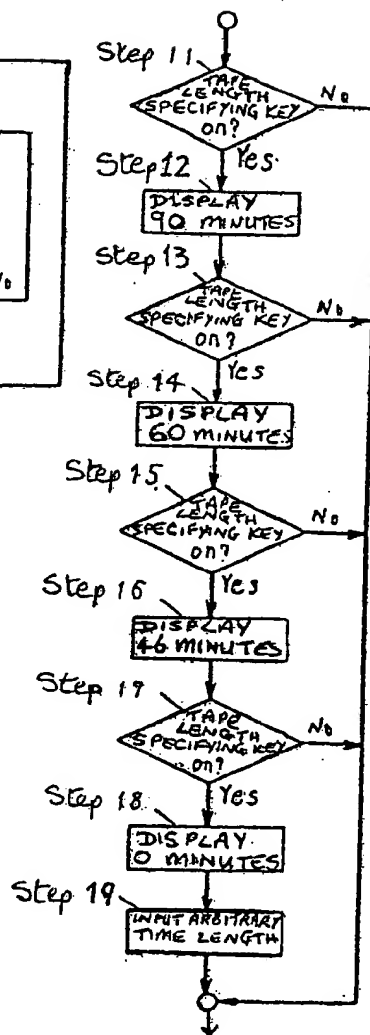 Step 11
TAPE
LENGTH
SPECIFYING KEY
on?
No
Yes
Step 12
DISPLAY
90 MINUTES
Step 13
TAPE
LENGTH
SPECIFYING KEY
on?
No
Yes
Step 14
DISPLAY
60 MINUTES
Step 15
TAPE
LENGTH
SPECIFYING KEY
on?
No
Yes
Step 16
DISPLAY
46 MINUTES
Step 17
TAPE
LENGTH
SPECIFYING KEY
on?
No
Yes
Step 18
DISPLAY
0 MINUTES
Step 19
INPUT ARBITRARY
TIME LENGTH